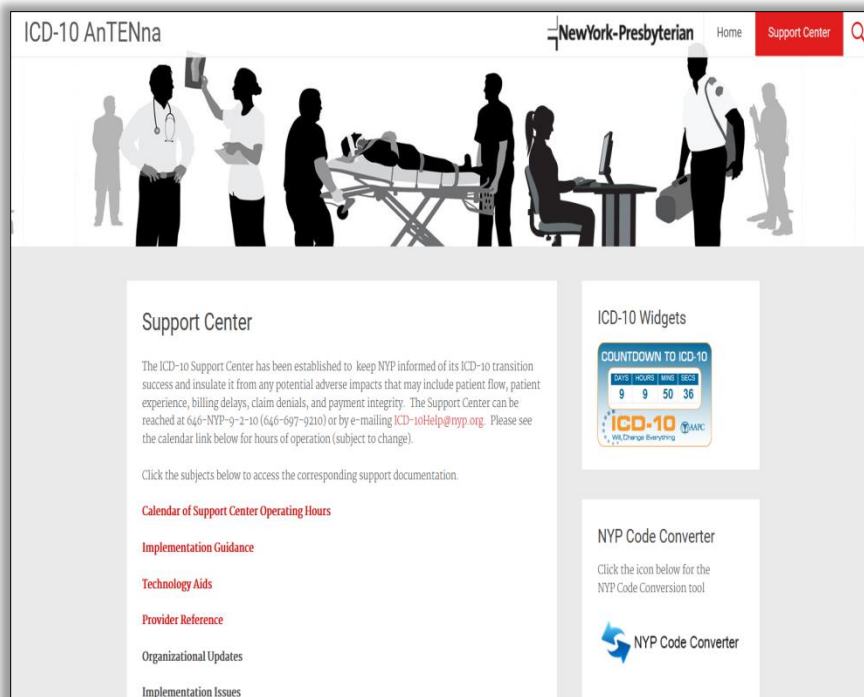 ICD-10 AnTENna
NewYork-Presbyterian
Home
Support Center
Support Center
The ICD-10 Support Center has been established to keep NYP informed of its ICD-10 transition
success and insulate it from any potential adverse impacts that may include patient flow, patient
experience, billing delays, claim denials, and payment integrity. The Support Center can be
reached at 646-NYP-9-2-10 (646-697-9210) or by e-mailing ICD-10Help@nyp.org. Please see
the calendar link below for hours of operation (subject to change).
Click the subjects below to access the corresponding support documentation.
Calendar of Support Center Operating Hours
Implementation Guidance
Technology Aids
Provider Reference
Organizational Updates
Implementation Issues
ICD-10 Widgets
COUNTDOWN TO ICD-10
DAYS HOURS MINS SECS
9 9 50 36
ICD-10
Will Change Everything
AAPC
NYP Code Converter
Click the icon below for the
NYP Code Conversion tool
NYP Code Converter